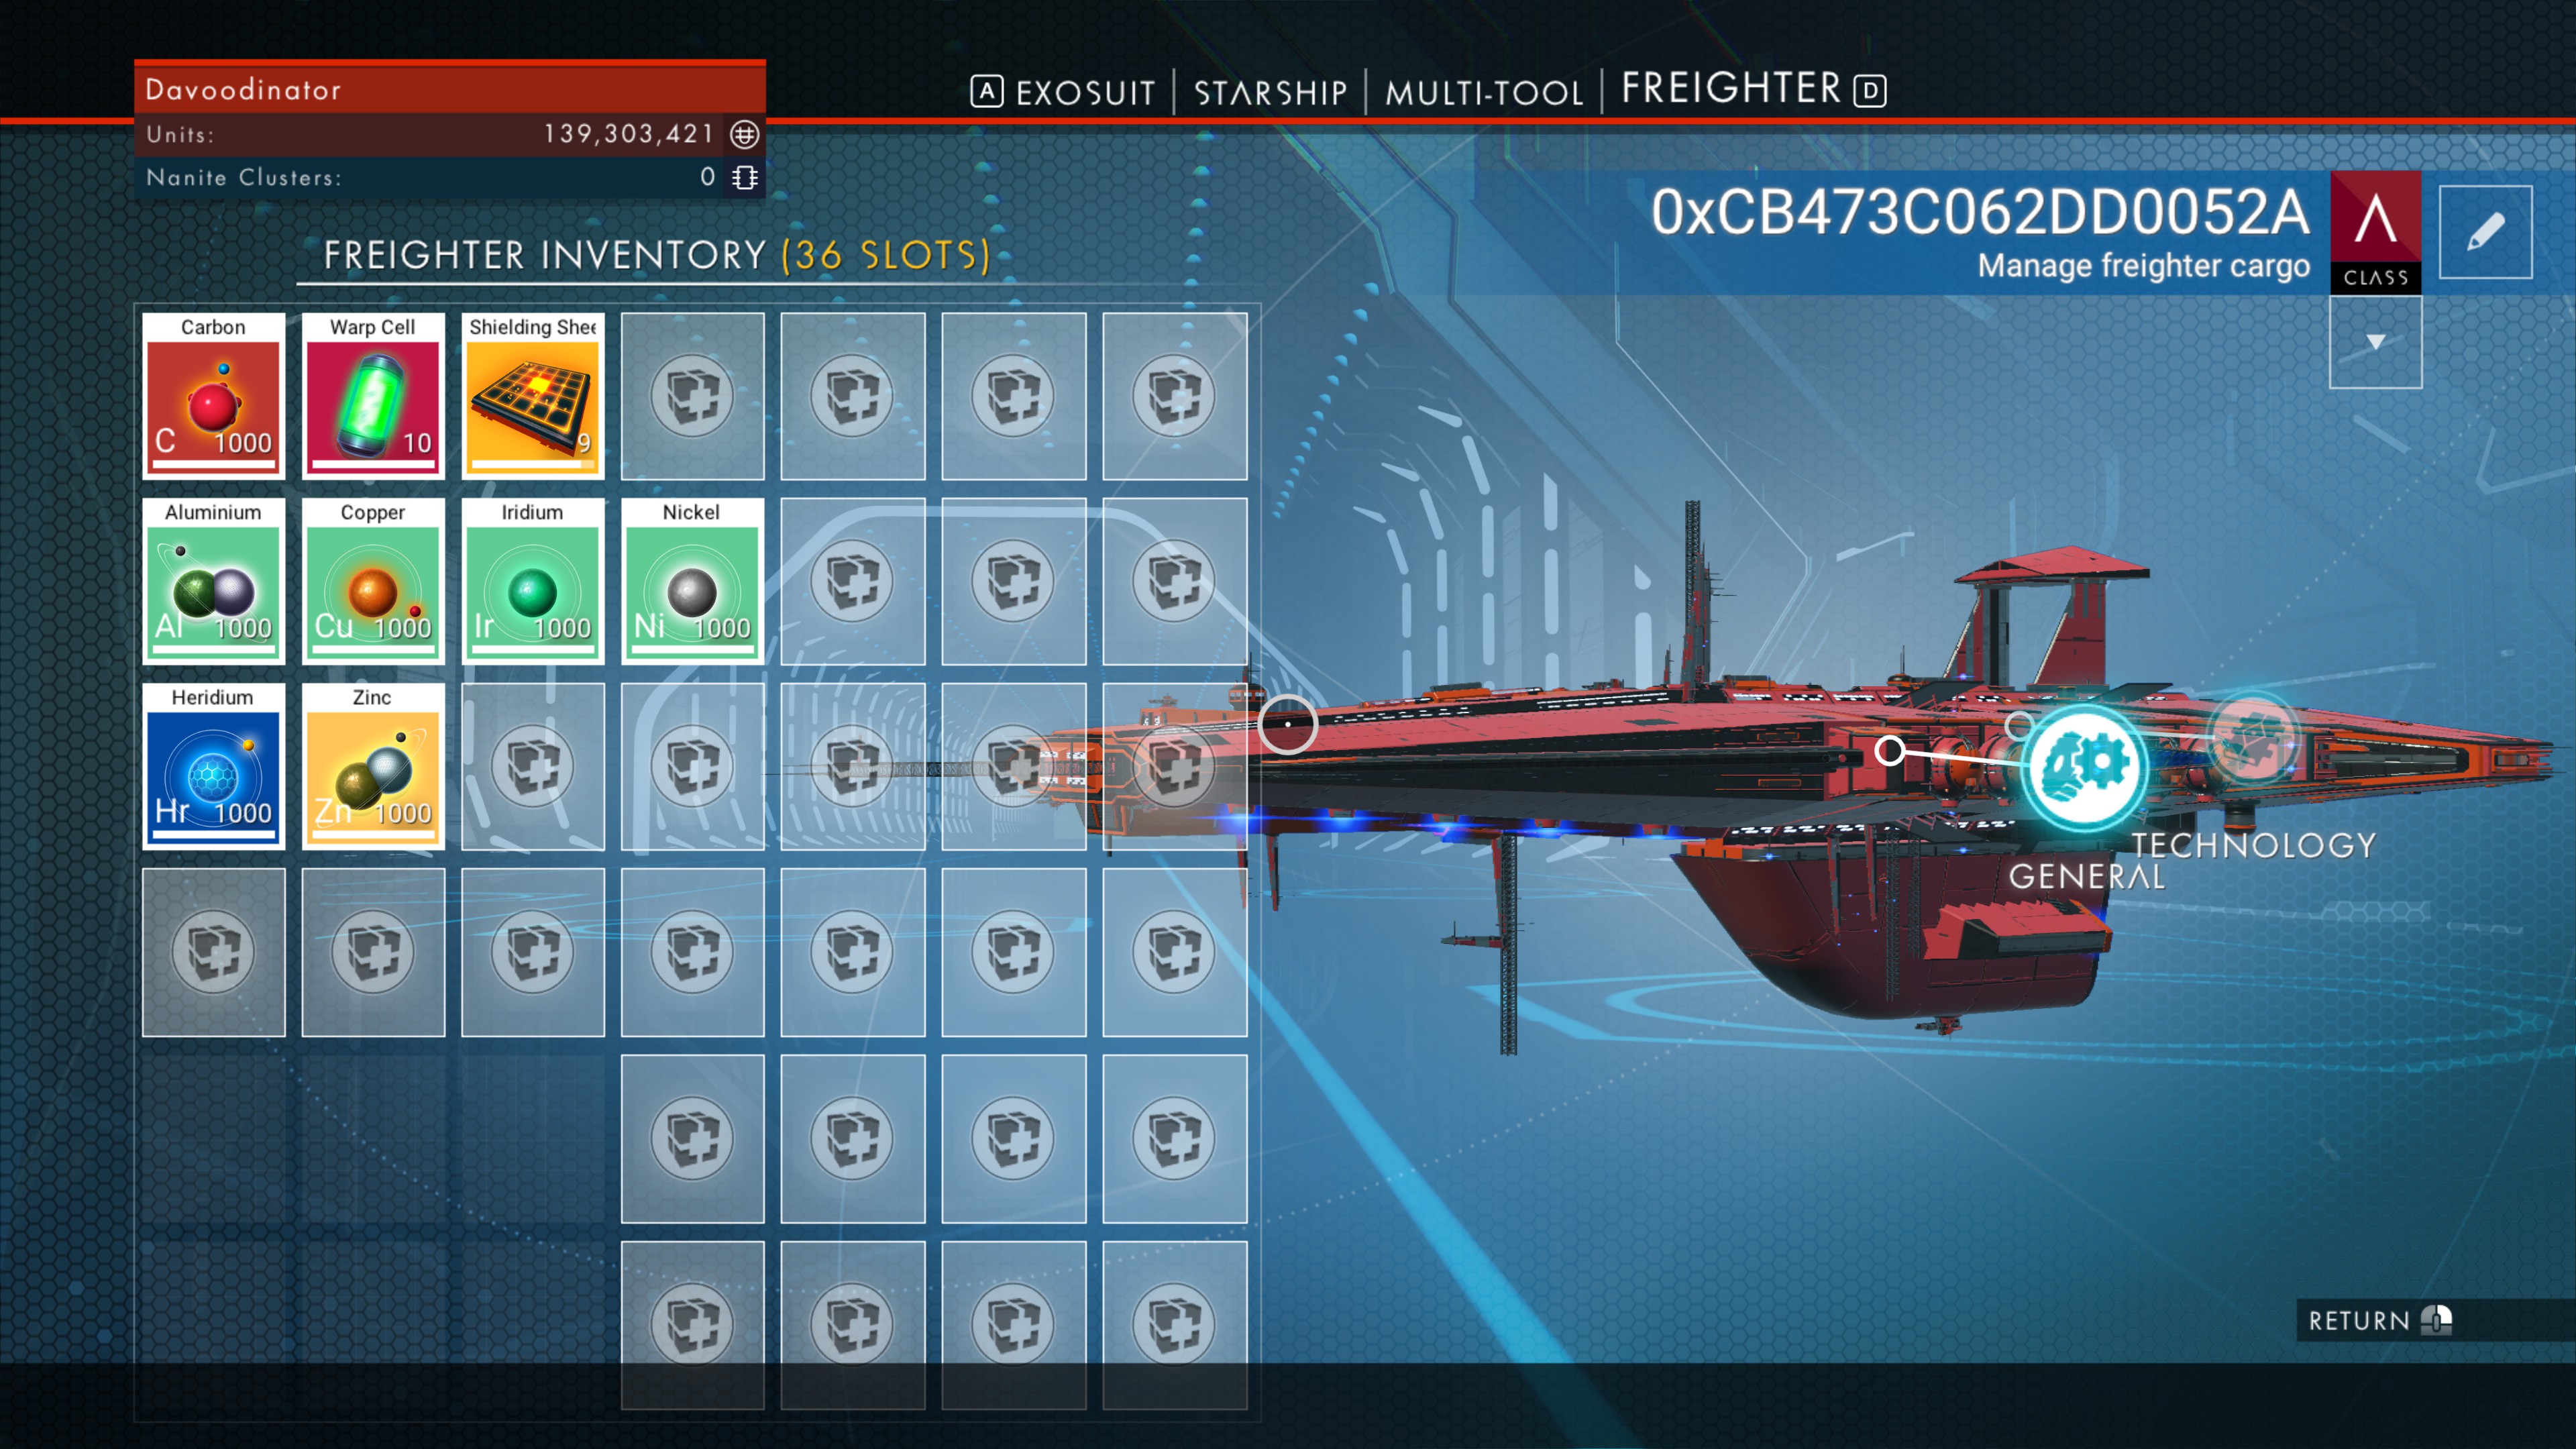 Davoodinator
Units: 139,303,421
Nanite Clusters: 0
A EXOSUIT STARSHIP MULTI-TOOL FREIGHTER D
0xCB473C062DD0052A
Manage freighter cargo
CLASS
FREIGHTER INVENTORY (36 SLOTS)
Carbon Warp Cell Shielding Shee
C 1000 10 9
Aluminium Copper Iridium Nickel
Al 1000 Cu 1000 Ir 1000 Ni 1000
Heridium Zinc
Hr 1000 Zn 1000
TECHNOLOGY
GENERAL
RETURN